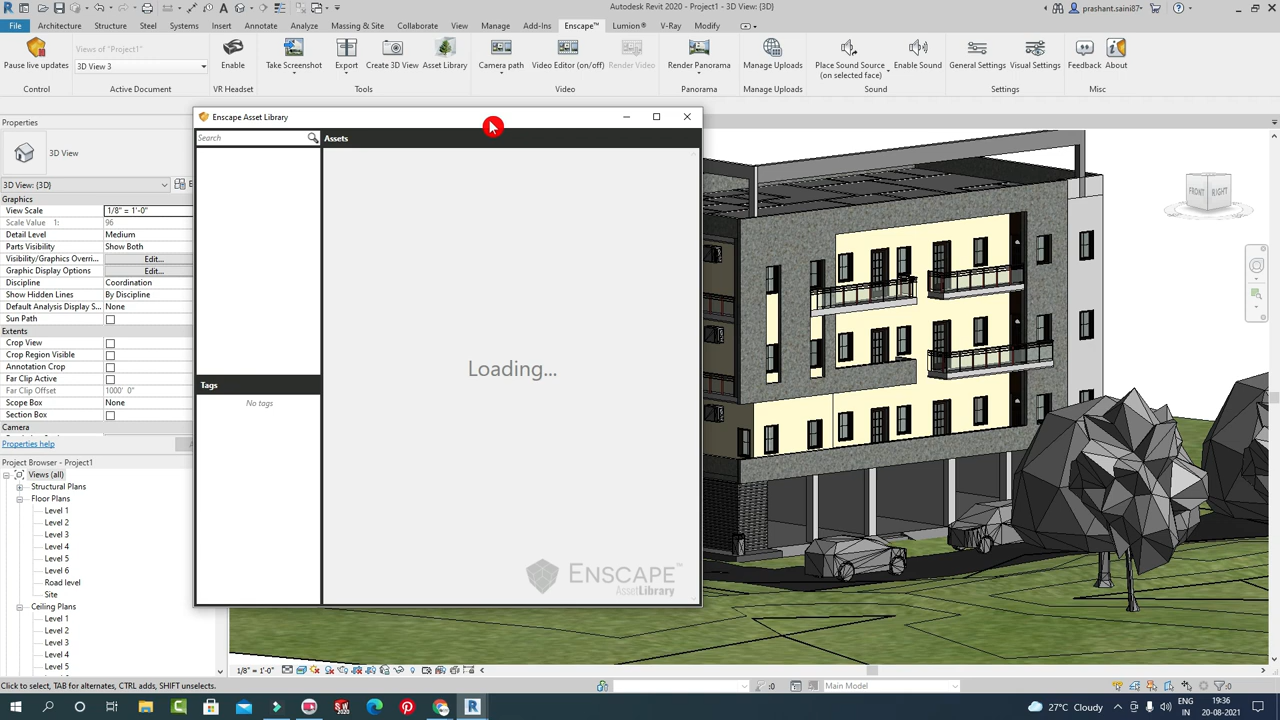 Autodesk Revit 2020 - Project1 - 3D View: {3D}
prashant.saini87
File Architecture Structure Steel Systems Insert Annotate Analyze Massing & Site Collaborate View Manage Add-Ins Enscape™ Lumion® V-Ray Modify
Views of "Project1"
3D View 3
Pause live updates Enable Take Screenshot Export Create 3D View Asset Library Camera path Video Editor (on/off) Render Video Render Panorama Manage Uploads Place Sound Source Enable Sound General Settings Visual Settings Feedback About
(on selected face)
Control Active Document VR Headset Tools Video Panorama Manage Uploads Sound Settings Misc
Properties
3D View
3D View: {3D}
Graphics
View Scale 1/8" = 1'-0"
Scale Value 1: 96
Detail Level Medium
Parts Visibility Show Both
Visibility/Graphics Overri... Edit...
Graphic Display Options Edit...
Discipline Coordination
Show Hidden Lines By Discipline
Default Analysis Display S... None
Sun Path
Extents
Crop View
Crop Region Visible
Annotation Crop
Far Clip Active
Far Clip Offset 1000' 0"
Scope Box None
Section Box
Camera
Properties help
Project Browser - Project1
Views (all)
Structural Plans
Floor Plans
Level 1
Level 2
Level 3
Level 4
Level 5
Level 6
Road level
Site
Ceiling Plans
Level 1
Level 2
Level 3
Level 4
Level 5
Enscape Asset Library
Search
Assets
Loading...
Tags
No tags
ENSCAPE™
AssetLibrary
FRONT RIGHT
1/8" = 1'-0"
Click to select, TAB for alternates, CTRL adds, SHIFT unselects.
:0
Main Model
:0
27°C Cloudy
ENG
IN
19:36
20-08-2021